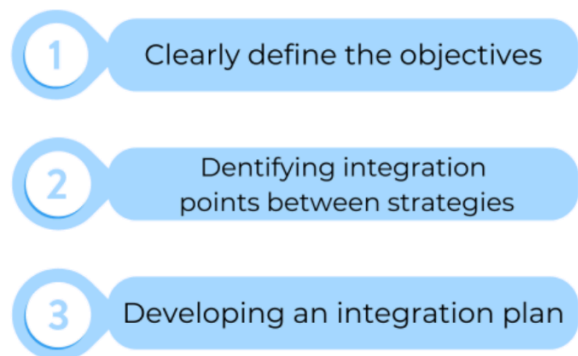 1
Clearly define the objectives
2
Dentifying integration
points between strategies
3
Developing an integration plan